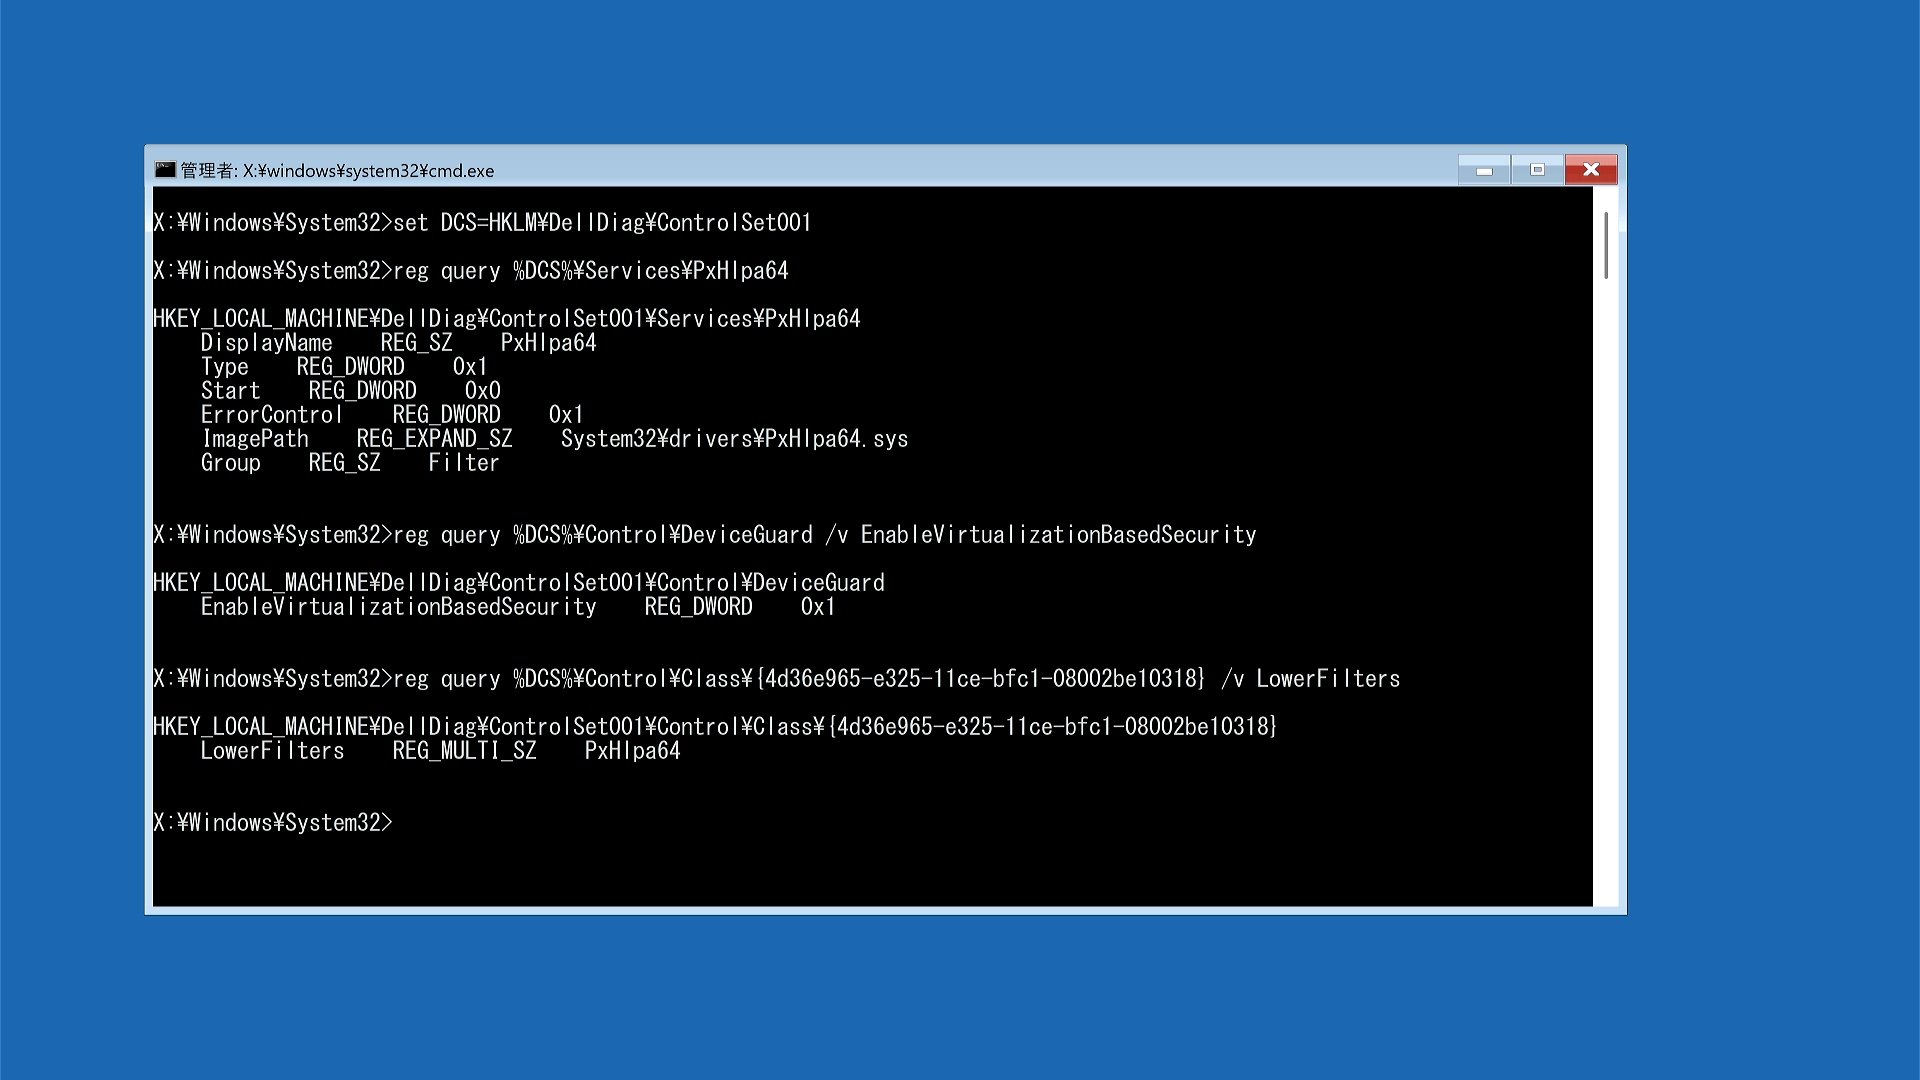 管理者: X:¥windows¥system32¥cmd.exe
X:¥Windows¥System32>set DCS=HKLM¥DellDiag¥ControlSet001
X:¥Windows¥System32>reg query %DCS%¥Services¥PxHlpa64
HKEY_LOCAL_MACHINE¥DellDiag¥ControlSet001¥Services¥PxHlpa64
    DisplayName    REG_SZ    PxHlpa64
    Type    REG_DWORD    0x1
    Start    REG_DWORD    0x0
    ErrorControl    REG_DWORD    0x1
    ImagePath    REG_EXPAND_SZ    System32¥drivers¥PxHlpa64.sys
    Group    REG_SZ    Filter
X:¥Windows¥System32>reg query %DCS%¥Control¥DeviceGuard /v EnableVirtualizationBasedSecurity
HKEY_LOCAL_MACHINE¥DellDiag¥ControlSet001¥Control¥DeviceGuard
    EnableVirtualizationBasedSecurity    REG_DWORD    0x1
X:¥Windows¥System32>reg query %DCS%¥Control¥Class¥{4d36e965-e325-11ce-bfc1-08002be10318} /v LowerFilters
HKEY_LOCAL_MACHINE¥DellDiag¥ControlSet001¥Control¥Class¥{4d36e965-e325-11ce-bfc1-08002be10318}
    LowerFilters    REG_MULTI_SZ    PxHlpa64
X:¥Windows¥System32>